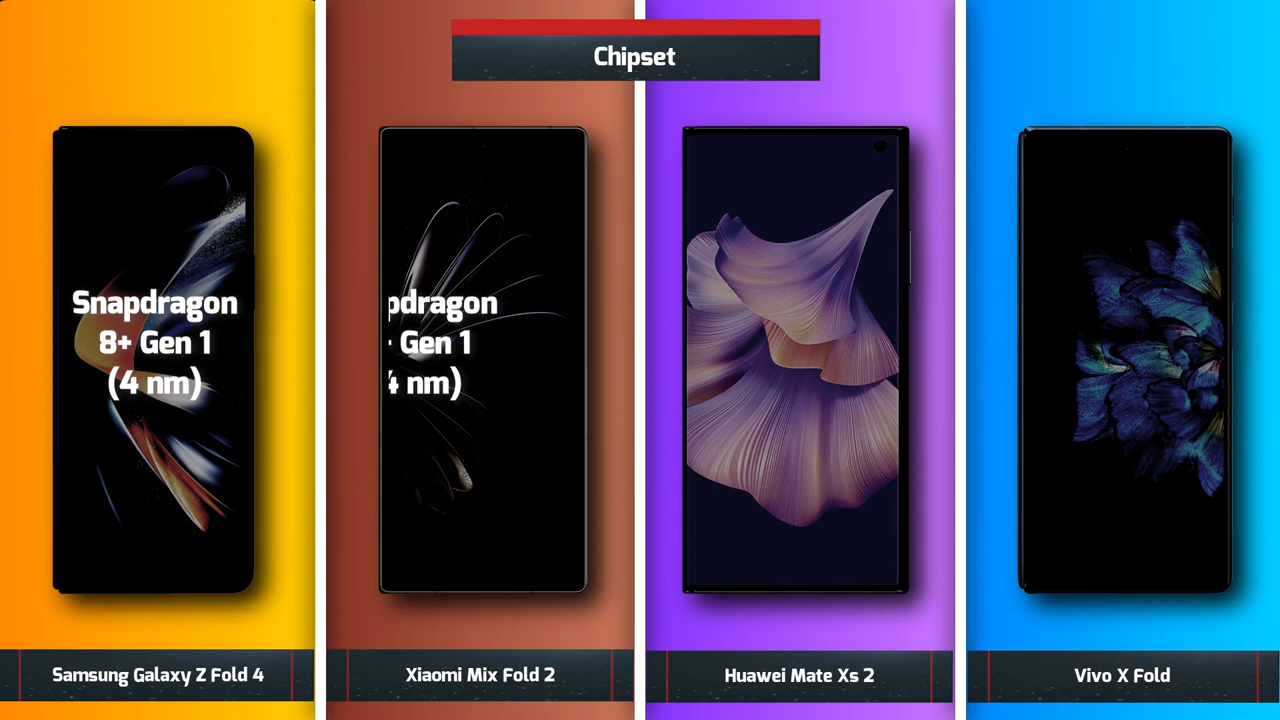 Chipset
Snapdragon
8+ Gen 1
(4 nm)
pdragon
Gen 1
4 nm)
Samsung Galaxy Z Fold 4
Xiaomi Mix Fold 2
Huawei Mate Xs 2
Vivo X Fold